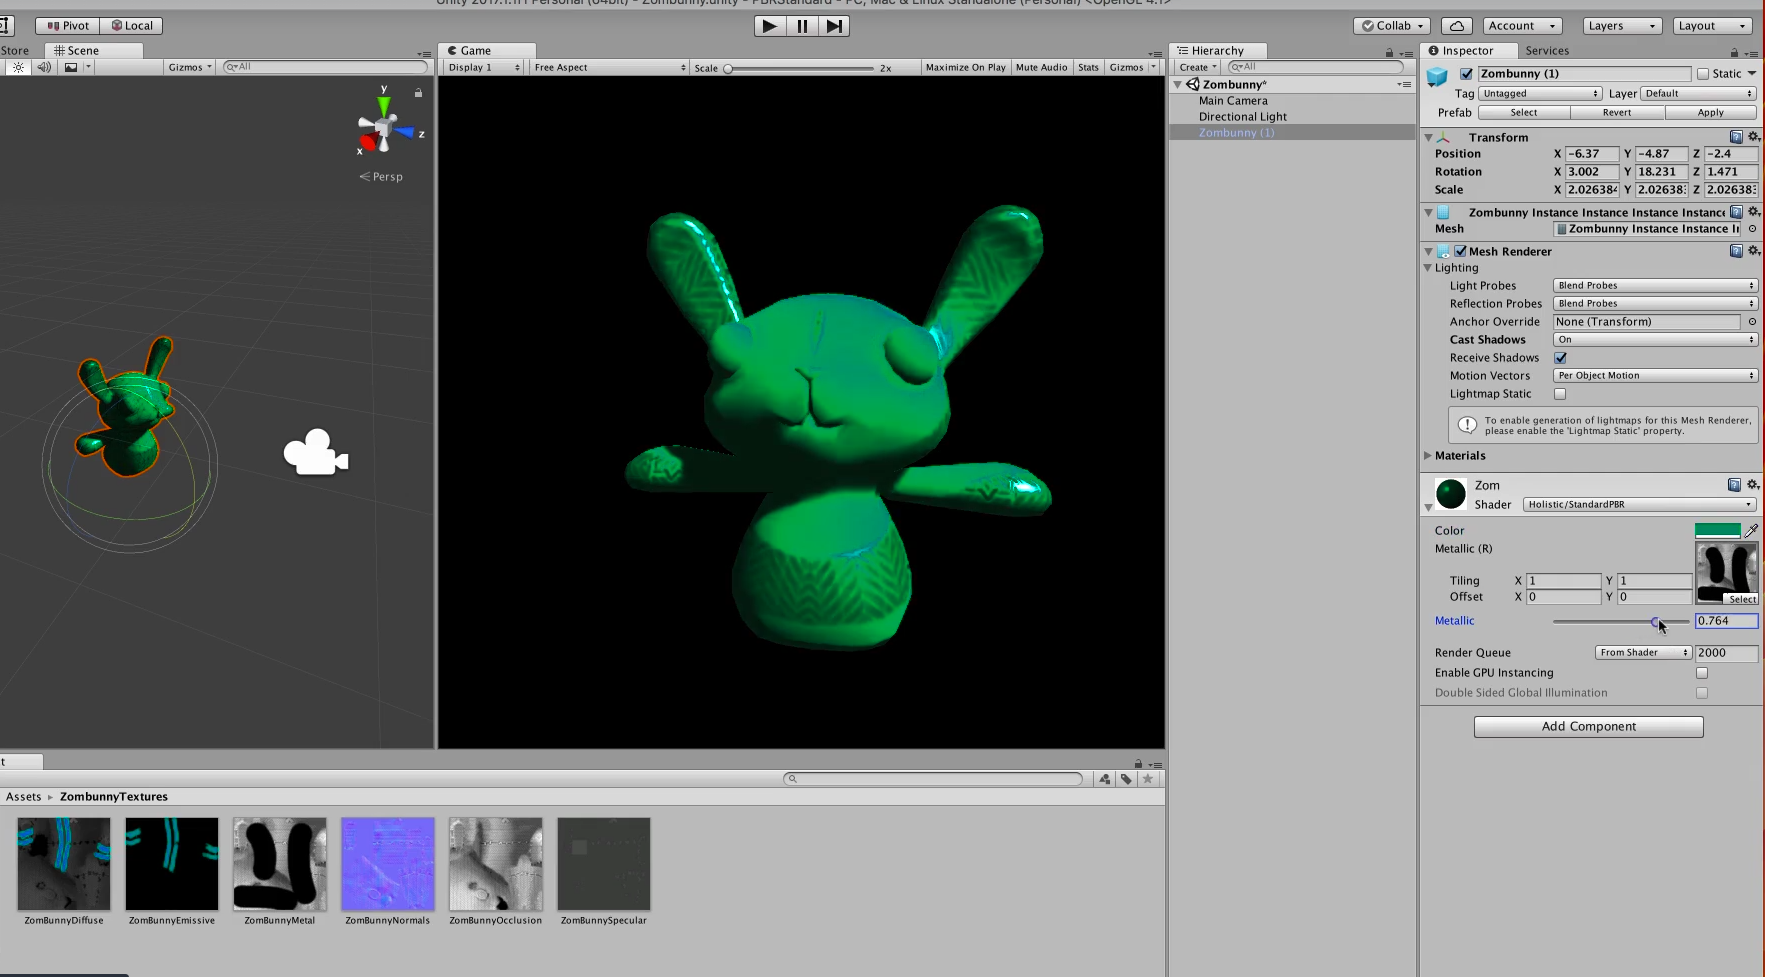 Unity 2017.1.1f1 Personal (64bit) - Zombunny.unity - PBRStandard - PC, Mac & Linux Standalone (Personal) <OpenGL 4.1>
Pivot Local Collab Account Layers Layout
Store Scene Game Hierarchy Inspector Services
Gizmos All Display 1 Free Aspect Scale 2x Maximize On Play Mute Audio Stats Gizmos Create All
Zombunny (1) Static
Zombunny*
Main Camera
Directional Light
Zombunny (1)
Tag Untagged Layer Default
Prefab Select Revert Apply
Transform
Position X -6.37 Y -4.87 Z -2.4
Rotation X 3.002 Y 18.231 Z 1.471
Scale X 2.026384 Y 2.02638 Z 2.02638
Zombunny Instance Instance Instance Instance
Mesh Zombunny Instance Instance
Mesh Renderer
Lighting
Light Probes Blend Probes
Reflection Probes Blend Probes
Anchor Override None (Transform)
Cast Shadows On
Receive Shadows
Motion Vectors Per Object Motion
Lightmap Static
To enable generation of lightmaps for this Mesh Renderer,
please enable the 'Lightmap Static' property.
Materials
Zom
Shader Holistic/StandardPBR
Color
Metallic (R)
Tiling X 1 Y 1
Offset X 0 Y 0
Select
Metallic 0.764
Render Queue From Shader 2000
Enable GPU Instancing
Double Sided Global Illumination
Add Component
y
z
x
Persp
t
Assets ZombunnyTextures
ZomBunnyDiffuse ZomBunnyEmissive ZomBunnyMetal ZomBunnyNormals ZomBunnyOcclusion ZomBunnySpecular